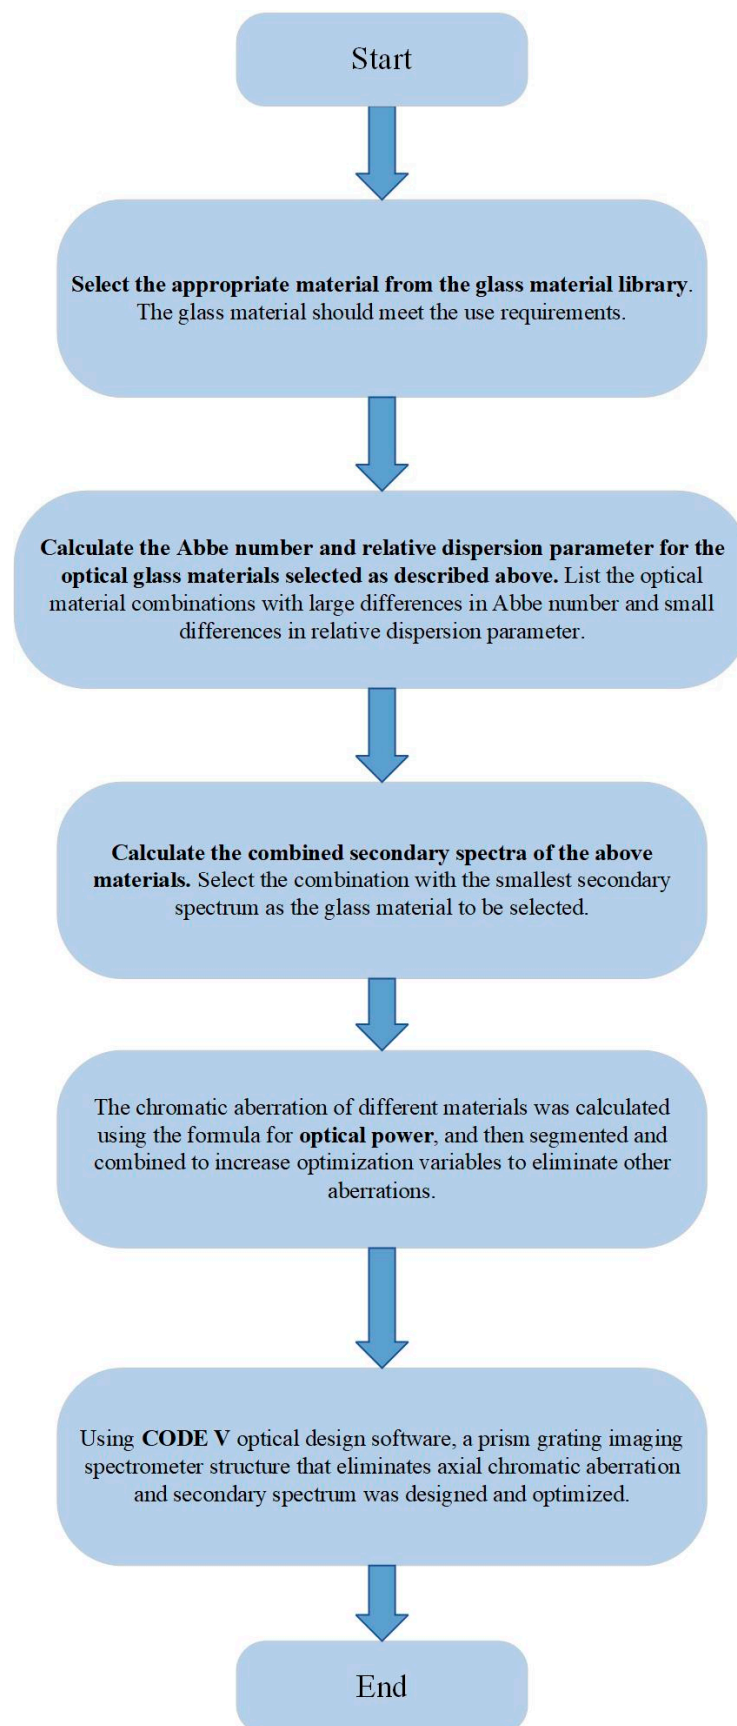 Start
Select the appropriate material from the glass material library.
The glass material should meet the use requirements.
Calculate the Abbe number and relative dispersion parameter for the
optical glass materials selected as described above. List the optical
material combinations with large differences in Abbe number and small
differences in relative dispersion parameter.
Calculate the combined secondary spectra of the above
materials. Select the combination with the smallest secondary
spectrum as the glass material to be selected.
The chromatic aberration of different materials was calculated
using the formula for optical power, and then segmented and
combined to increase optimization variables to eliminate other
aberrations.
Using CODE V optical design software, a prism grating imaging
spectrometer structure that eliminates axial chromatic aberration
and secondary spectrum was designed and optimized.
End